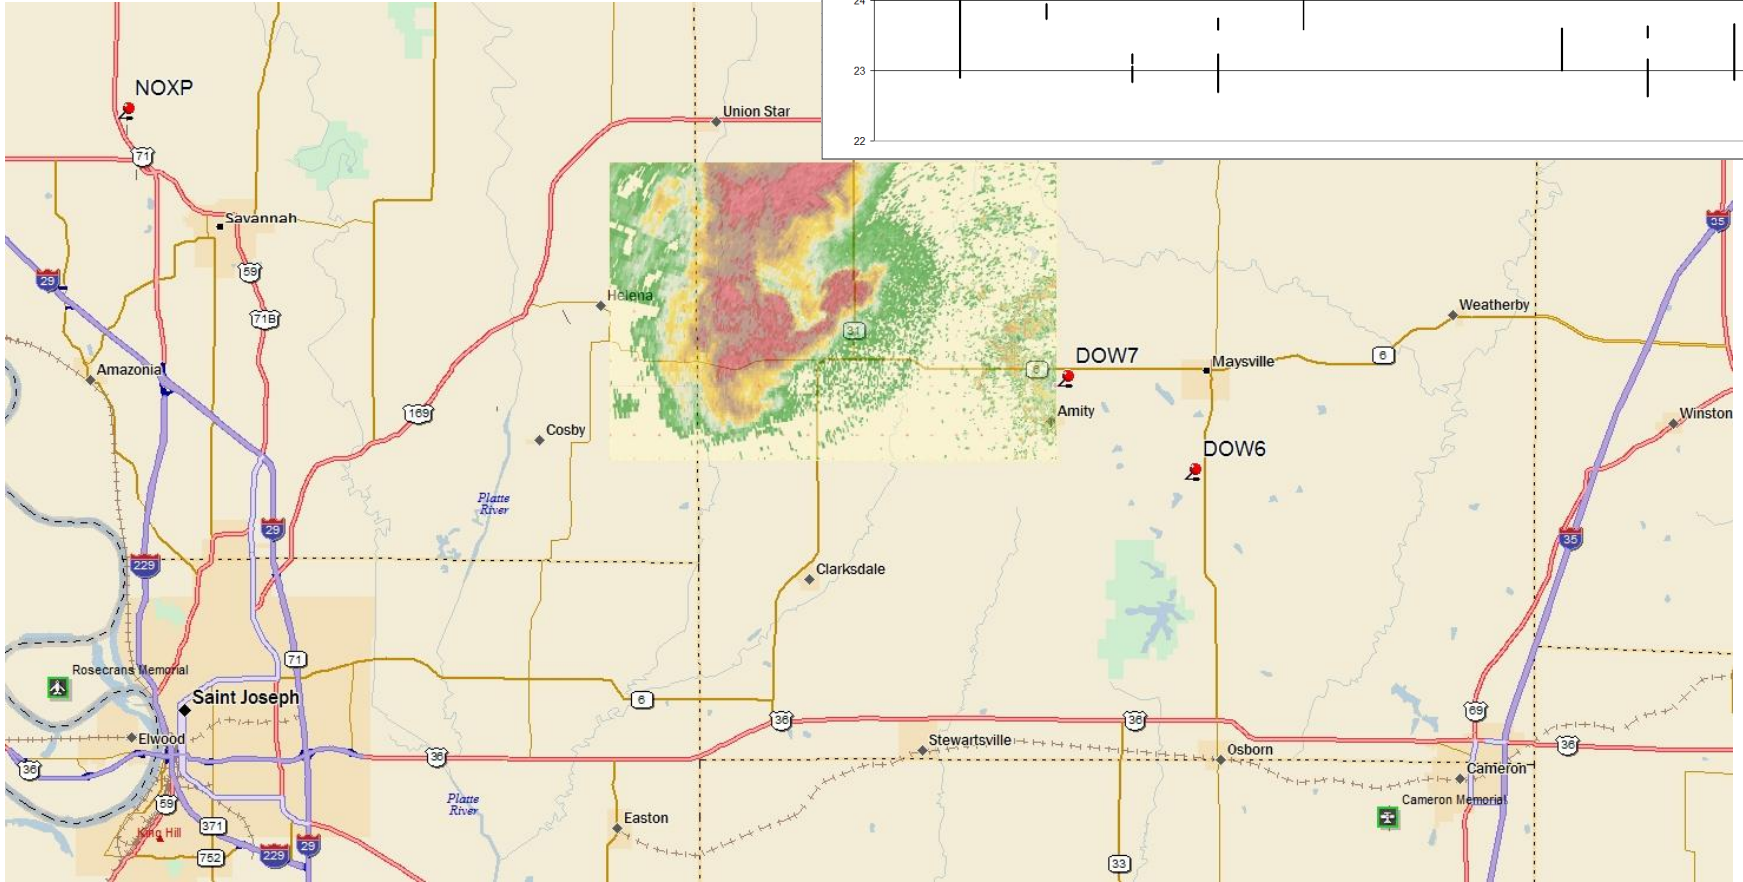 24
23
22
NOXP
71
Union Star
Savannah
29
59
71B
35
Helena
Weatherby
31
6
6
DOW7
Maysville
Amazonia
169
Cosby
Amity
Winston
DOW6
Platte
River
29
35
229
Clarksdale
71
Rosecrans Memorial
Saint Joseph
6
69
36
36
Elwood
Stewartsville
Osborn
36
36
36
Cameron
Platte
River
Cameron Memorial
59
Easton
371
King Hill
29
229
752
33